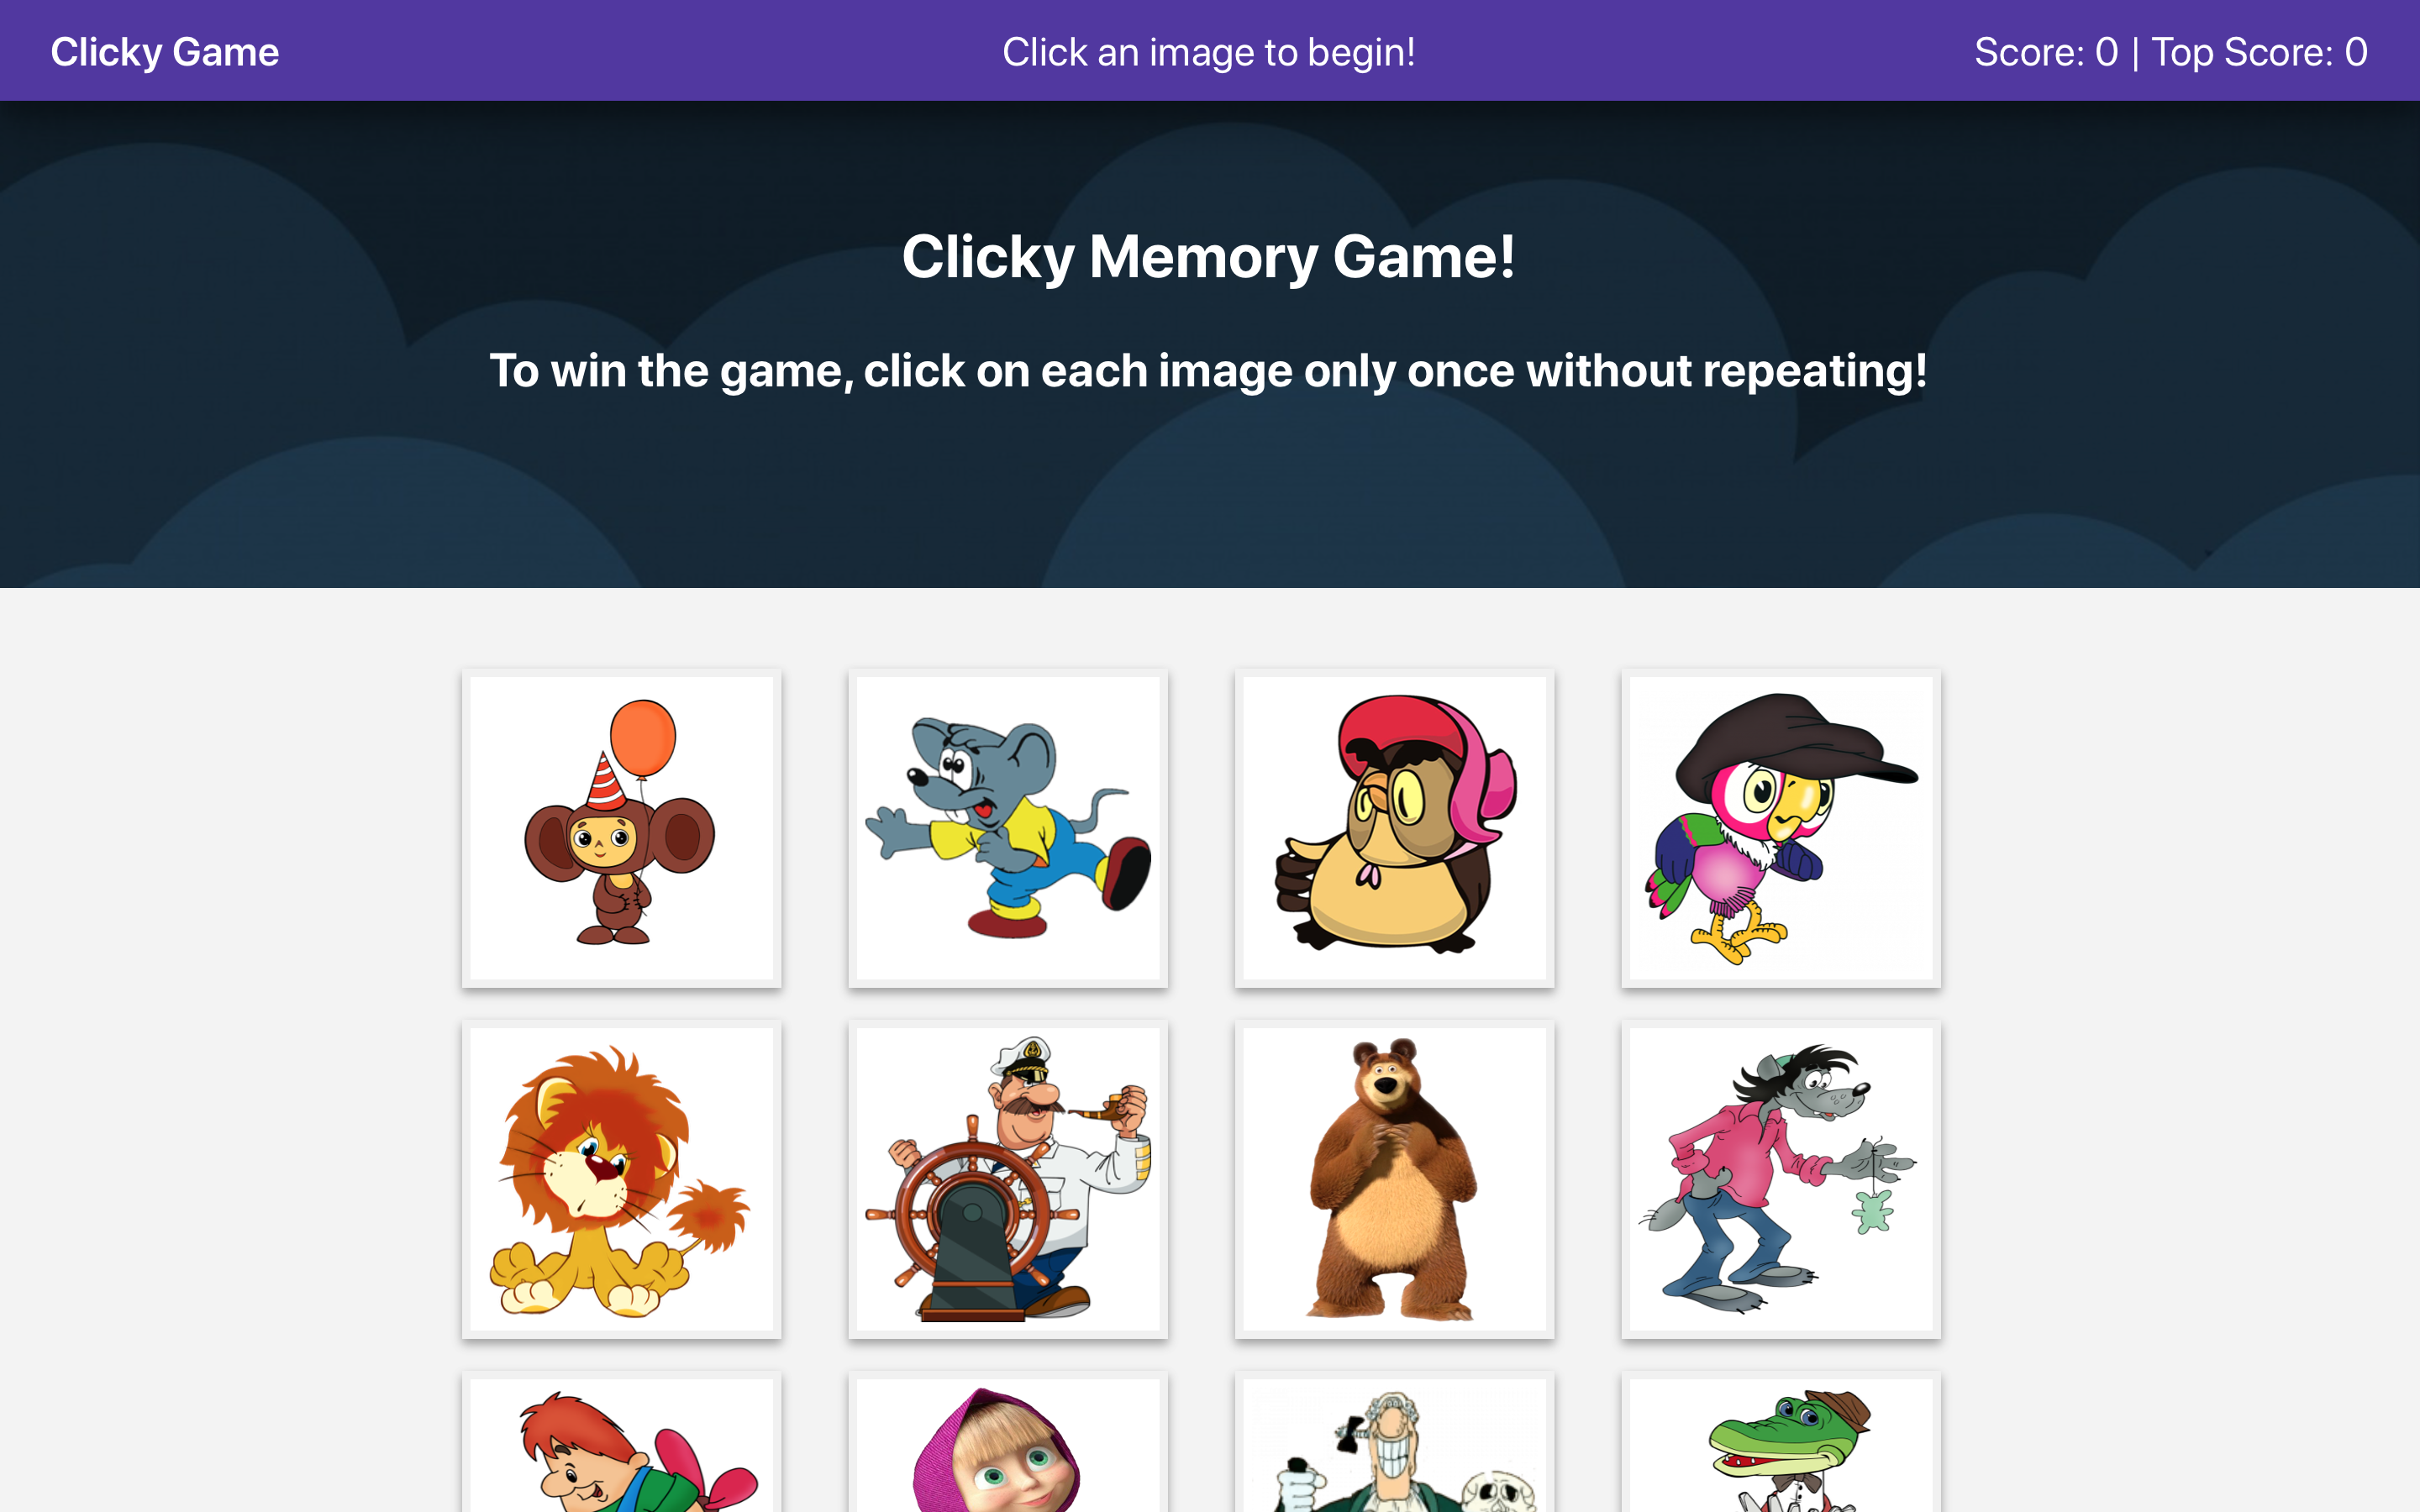 Clicky Game
Click an image to begin!
Score: 0 | Top Score: 0
Clicky Memory Game!
To win the game, click on each image only once without repeating!